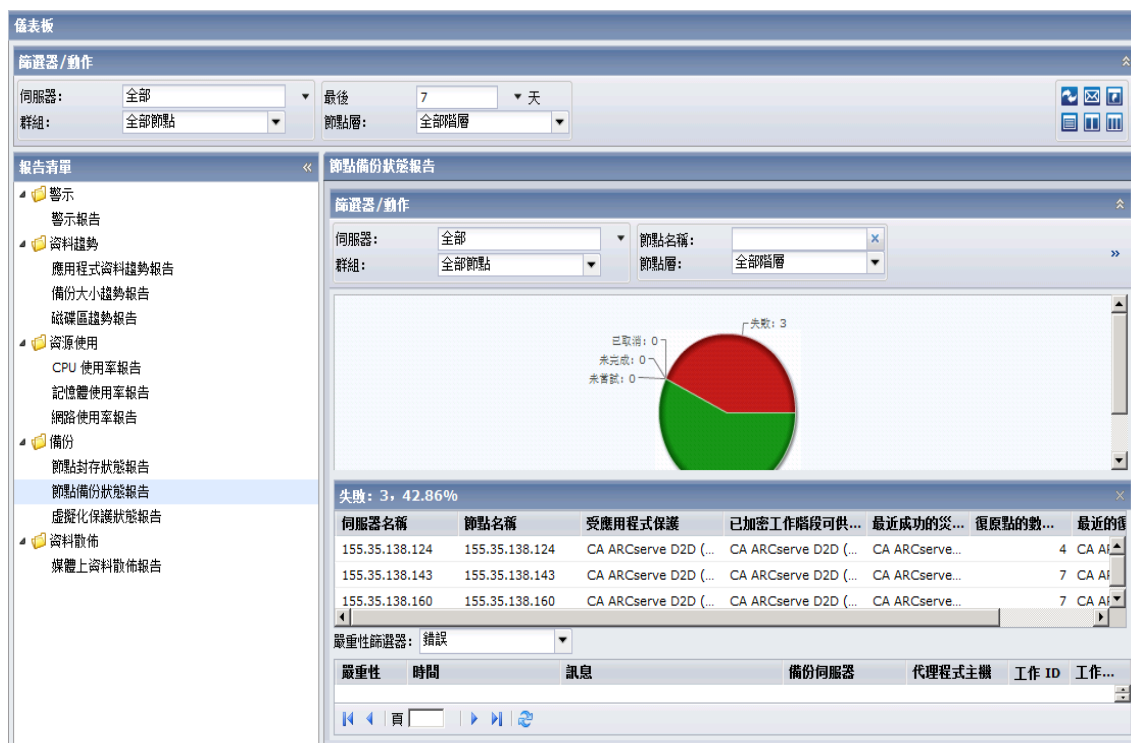 儀表板
篩選器/動作
伺服器: 全部 最後 7 天
群組: 全部節點 節點層: 全部階層
報告清單
警示
警示報告
資料趨勢
應用程式資料趨勢報告
備份大小趨勢報告
磁碟區趨勢報告
資源使用
CPU 使用率報告
記憶體使用率報告
網路使用率報告
備份
節點封存狀態報告
節點備份狀態報告
虛擬化保護狀態報告
資料散佈
媒體上資料散佈報告
節點備份狀態報告
篩選器/動作
伺服器: 全部 節點名稱:
群組: 全部節點 節點層: 全部階層
失敗: 3
已取消: 0
未完成: 0
未嘗試: 0
失敗: 3, 42.86%
伺服器名稱 節點名稱 受應用程式保護 已加密工作階段可供... 最近成功的災... 復原點的數... 最近的復
155.35.138.124 155.35.138.124 CA ARCserve D2D (... CA ARCserve D2D (... CA ARCserve... 4 CA AR
155.35.138.143 155.35.138.143 CA ARCserve D2D (... CA ARCserve D2D (... CA ARCserve... 7 CA AR
155.35.138.160 155.35.138.160 CA ARCserve D2D (... CA ARCserve D2D (... CA ARCserve... 7 CA AR
嚴重性篩選器: 錯誤
嚴重性 時間 訊息 備份伺服器 代理程式主機 工作 ID 工作...
頁